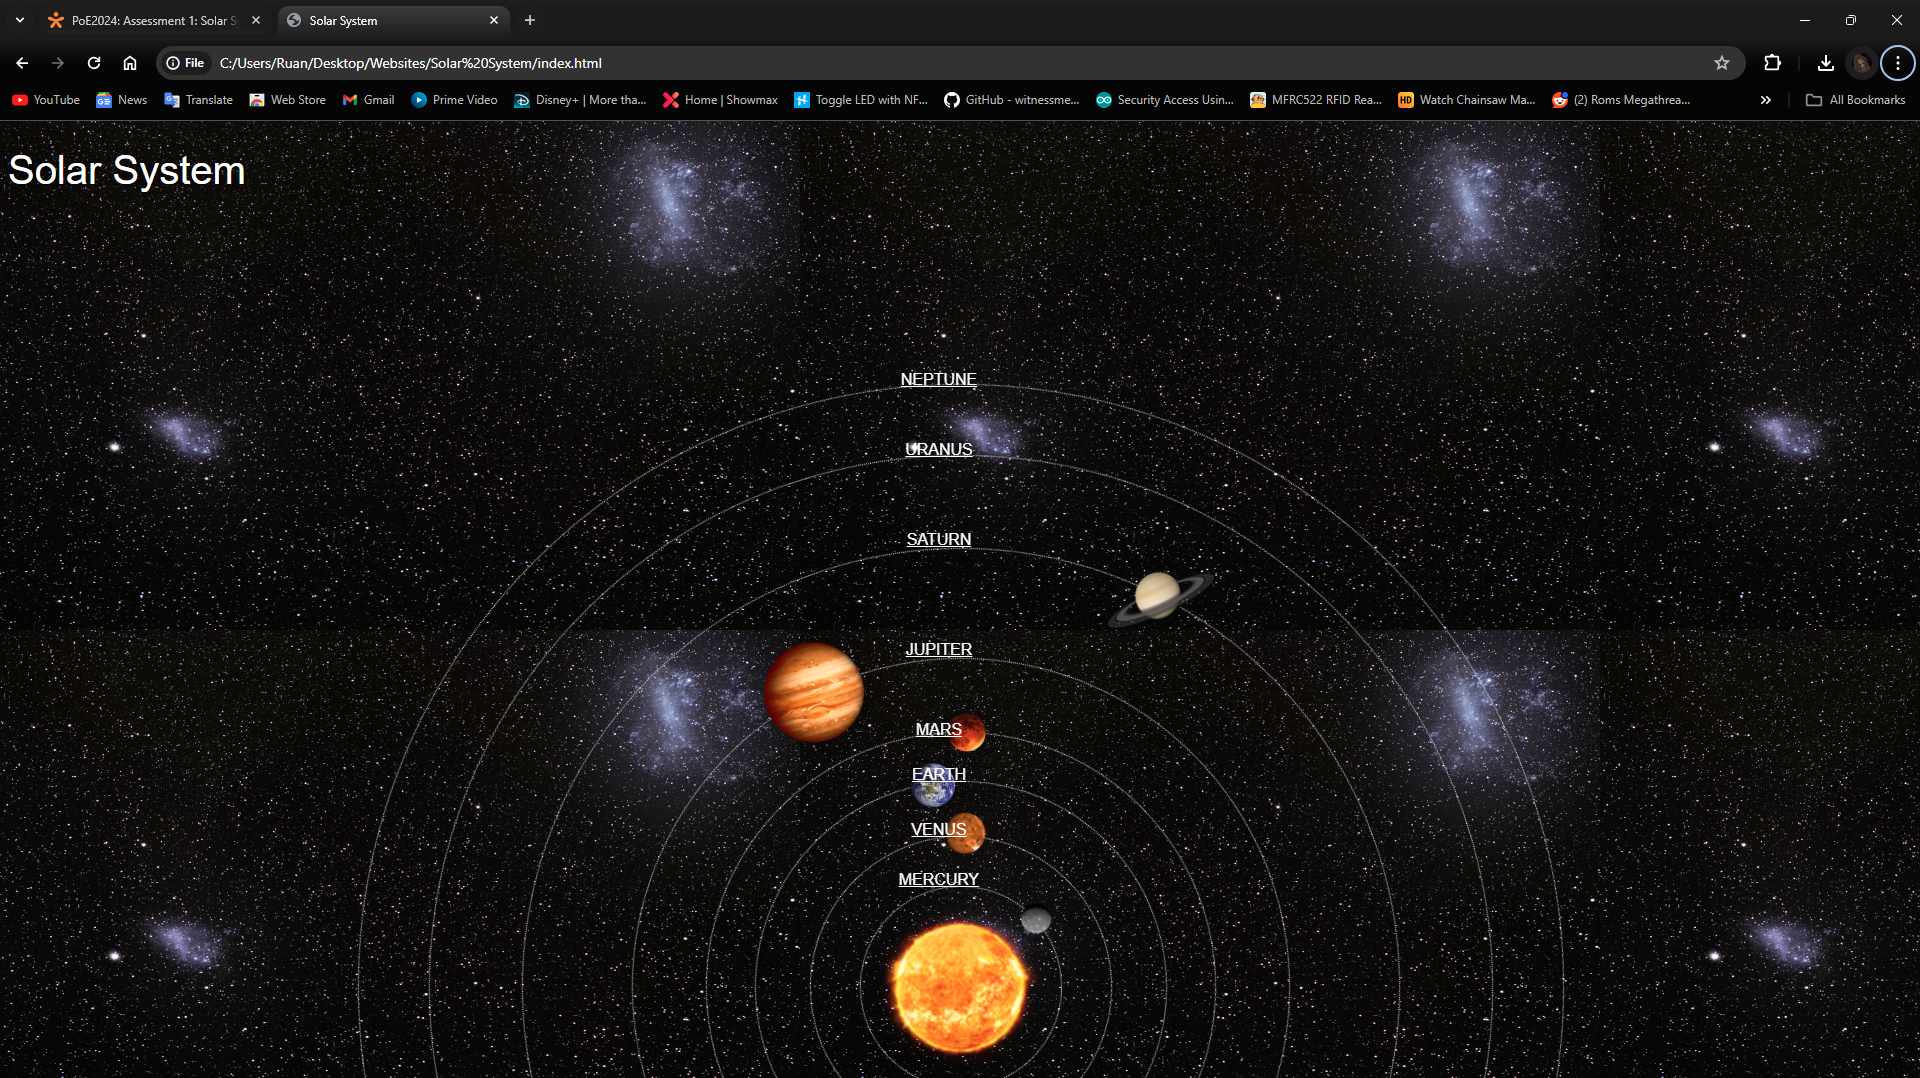 PoE2024: Assessment 1: Solar S
Solar System
File C:/Users/Ruan/Desktop/Websites/Solar%20System/index.html
YouTube News Translate Web Store Gmail Prime Video Disney+ | More tha... Home | Showmax Toggle LED with NF... GitHub - witnessme... Security Access Usin... MFRC522 RFID Rea... HD Watch Chainsaw Ma... (2) Roms Megathrea... All Bookmarks
Solar System
NEPTUNE
URANUS
SATURN
JUPITER
MARS
EARTH
VENUS
MERCURY